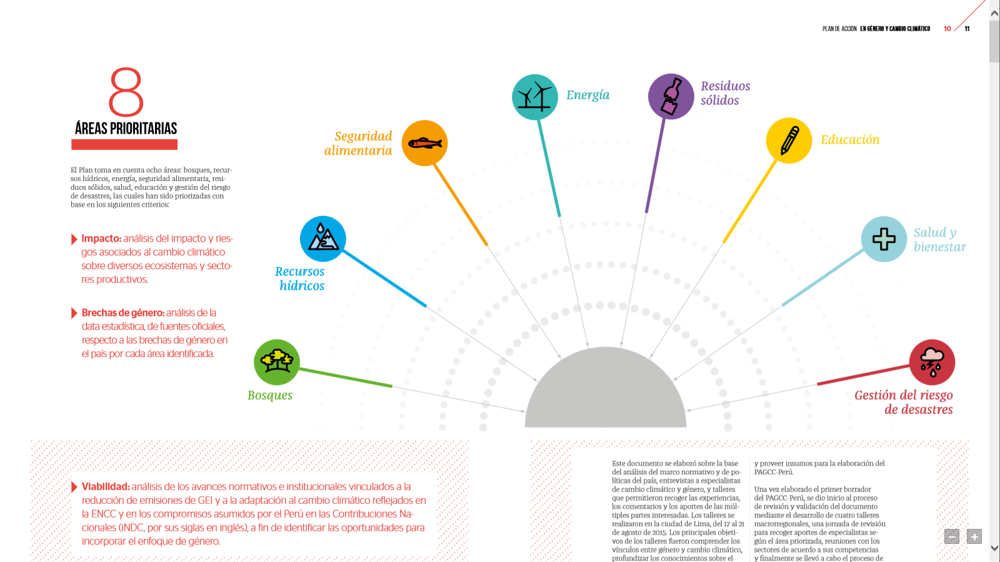 PLAN DE ACCIÓN EN GÉNERO Y CAMBIO CLIMÁTICO 10 / 11
8
ÁREAS PRIORITARIAS
El Plan toma en cuenta ocho áreas: bosques, recur-
sos hídricos, energía, seguridad alimentaria, resi-
duos sólidos, salud, educación y gestión del riesgo
de desastres, las cuales han sido priorizadas con
base en los siguientes criterios:
Impacto: análisis del impacto y ries-
gos asociados al cambio climático
sobre diversos ecosistemas y secto-
res productivos.
Brechas de género: análisis de la
data estadística, de fuentes oficiales,
respecto a las brechas de género en
el país por cada área identificada.
Bosques
Recursos
hídricos
Seguridad
alimentaria
Energía
Residuos
sólidos
Educación
Salud y
bienestar
Gestión del riesgo
de desastres
Viabilidad: análisis de los avances normativos e institucionales vinculados a la
reducción de emisiones de GEI y a la adaptación al cambio climático reflejados en
la ENCC y en los compromisos asumidos por el Perú en las Contribuciones Na-
cionales (iNDC, por sus siglas en inglés), a fin de identificar las oportunidades para
incorporar el enfoque de género.
Este documento se elaboró sobre la base
del análisis del marco normativo y de po-
líticas del país, entrevistas a especialistas
de cambio climático y género, y talleres
que permitieron recoger las experiencias,
los comentarios y los aportes de las múl-
tiples partes interesadas. Los talleres se
realizaron en la ciudad de Lima, del 17 al 21
de agosto de 2015. Los principales objeti-
vos de los talleres fueron comprender los
vínculos entre género y cambio climático,
profundizar los conocimientos sobre el
y proveer insumos para la elaboración del
PAGCC-Perú.
Una vez elaborado el primer borrador
del PAGCC-Perú, se dio inicio al proceso
de revisión y validación del documento
mediante el desarrollo de cuatro talleres
macrorregionales, una jornada de revisión
para recoger aportes de especialistas se-
gún el área priorizada, reuniones con los
sectores de acuerdo a sus competencias
y finalmente se llevó a cabo el proceso de